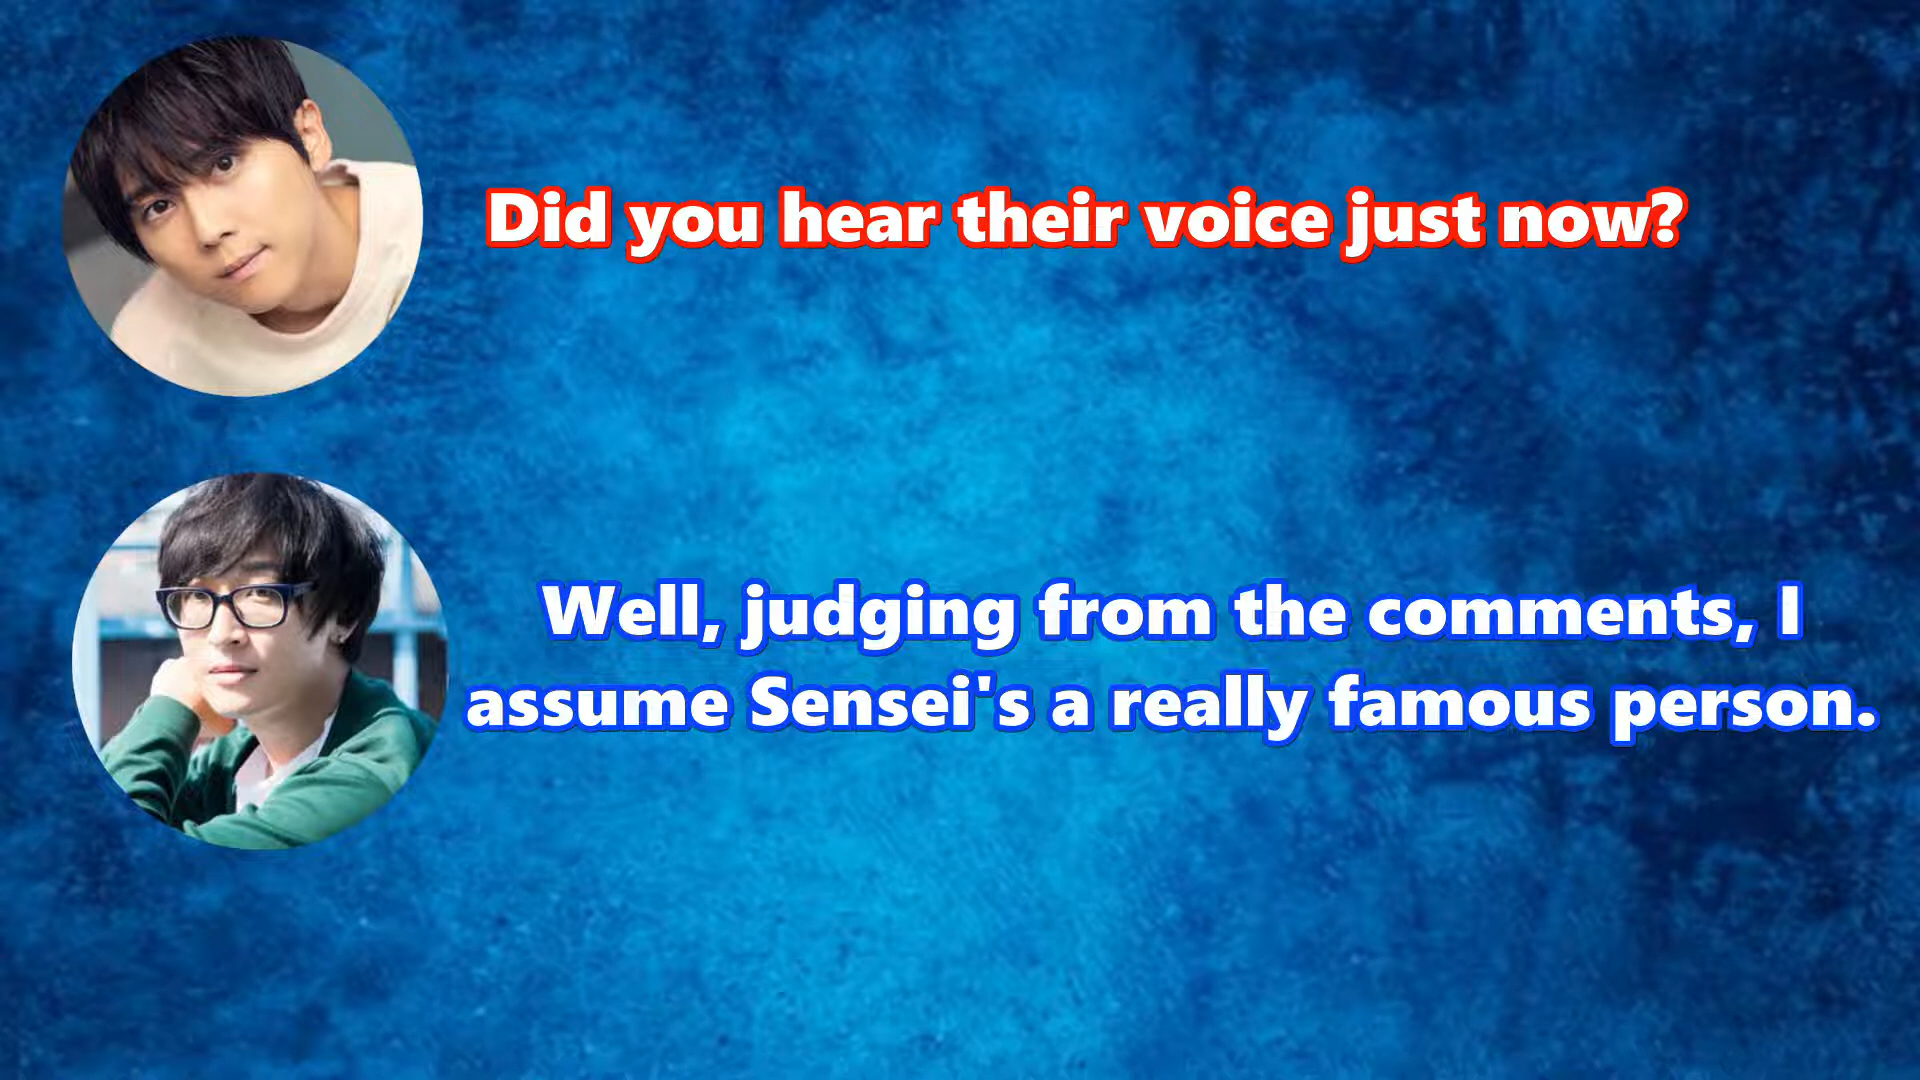 Did you hear their voice just now?
Well, judging from the comments, I
assume Sensei's a really famous person.